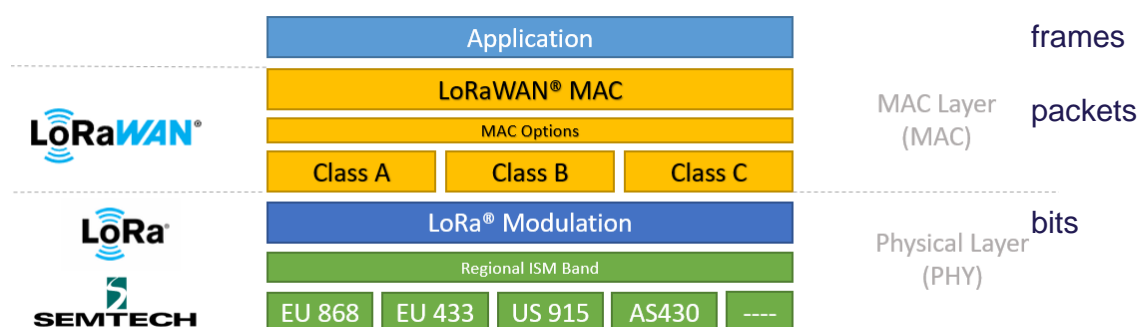 Application
frames
LoRaWAN®
LoRaWAN® MAC
MAC Options
Class A Class B Class C
MAC Layer
(MAC)
packets
LoRa®
SEMTECH
LoRa® Modulation
Regional ISM Band
EU 868 EU 433 US 915 AS430 ----
Physical Layer
(PHY)
bits